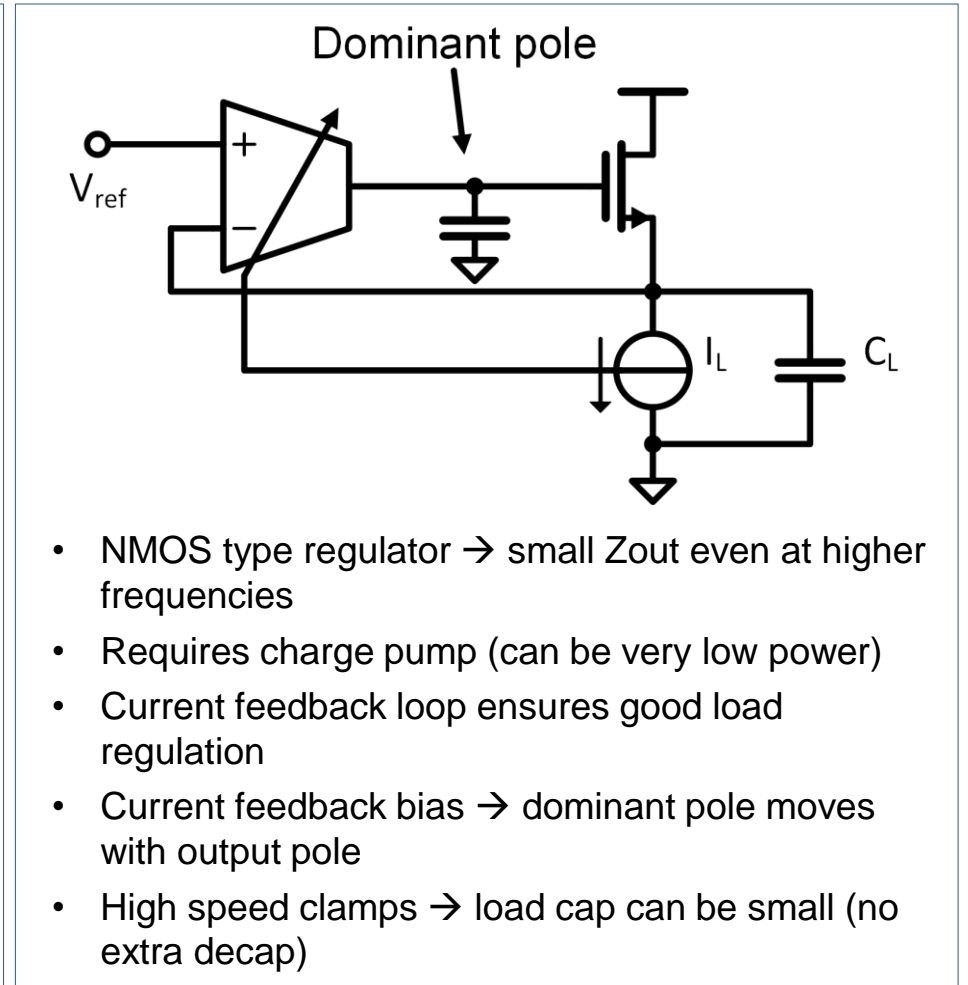 Dominant pole
+
V_ref
−
I_L
C_L
• NMOS type regulator → small Zout even at higher
frequencies
• Requires charge pump (can be very low power)
• Current feedback loop ensures good load
regulation
• Current feedback bias → dominant pole moves
with output pole
• High speed clamps → load cap can be small (no
extra decap)